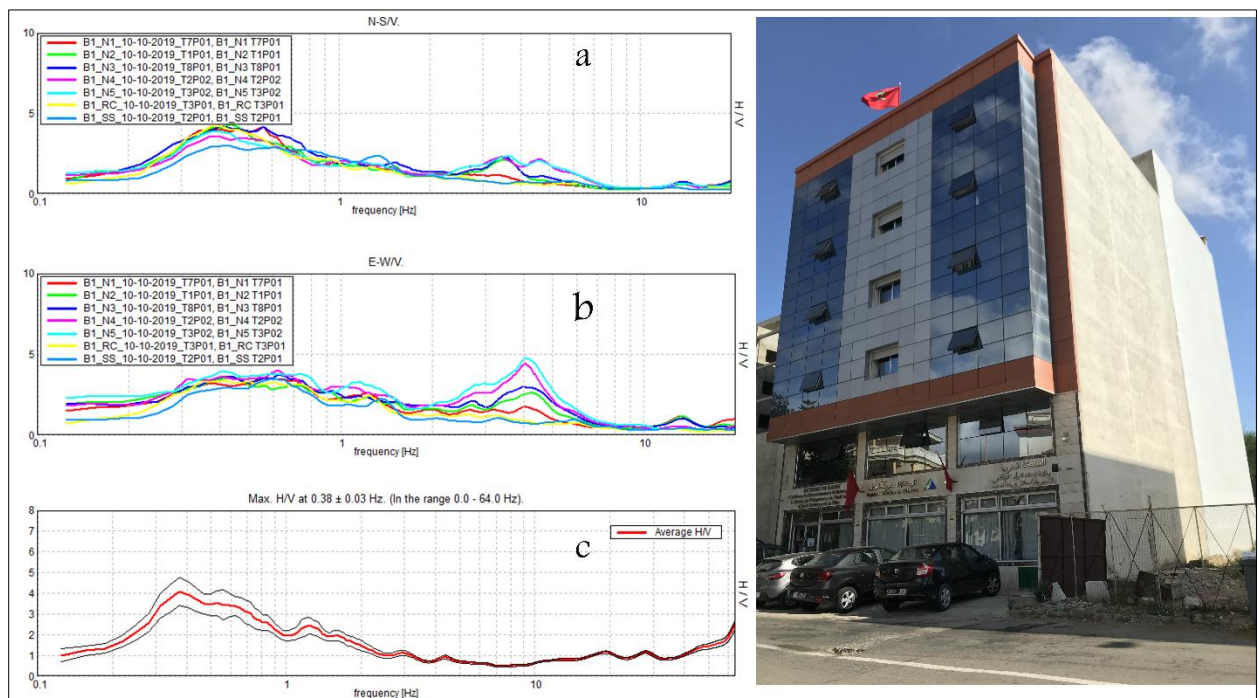 N-S/V.
10
B1_N1_10-10-2019_T7P01, B1_N1 T7P01
B1_N2_10-10-2019_T1P01, B1_N2 T1P01
B1_N3_10-10-2019_T8P01, B1_N3 T8P01
B1_N4_10-10-2019_T2P02, B1_N4 T2P02
B1_N5_10-10-2019_T3P02, B1_N5 T3P02
B1_RC_10-10-2019_T3P01, B1_RC T3P01
B1_SS_10-10-2019_T2P01, B1_SS T2P01
a
H / V
5
0
0.1 1 10
frequency [Hz]
E-W/V.
10
B1_N1_10-10-2019_T7P01, B1_N1 T7P01
B1_N2_10-10-2019_T1P01, B1_N2 T1P01
B1_N3_10-10-2019_T8P01, B1_N3 T8P01
B1_N4_10-10-2019_T2P02, B1_N4 T2P02
B1_N5_10-10-2019_T3P02, B1_N5 T3P02
B1_RC_10-10-2019_T3P01, B1_RC T3P01
B1_SS_10-10-2019_T2P01, B1_SS T2P01
b
H / V
5
0
0.1 1 10
frequency [Hz]
Max. H/V at 0.38 ± 0.03 Hz. (In the range 0.0 - 64.0 Hz).
8
7
6
5
4
3
2
1
0
Average H/V
c
H / V
0.1 1 10
frequency [Hz]